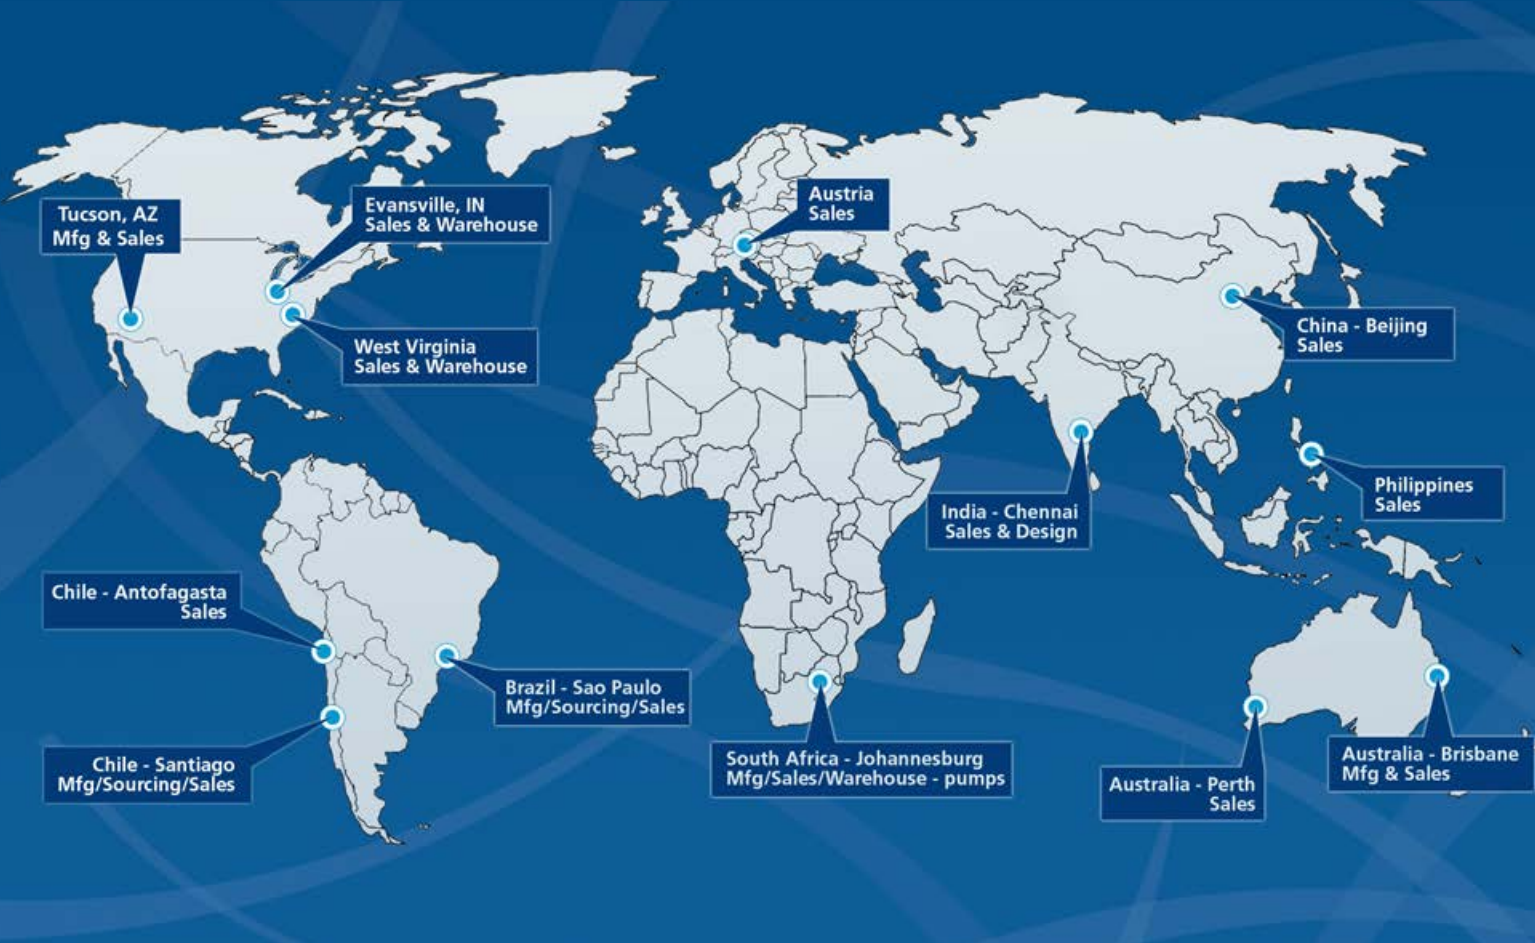 Tucson, AZ
Mfg & Sales
Evansville, IN
Sales & Warehouse
Austria
Sales
West Virginia
Sales & Warehouse
China - Beijing
Sales
Philippines
Sales
India - Chennai
Sales & Design
Chile - Antofagasta
Sales
Brazil - Sao Paulo
Mfg/Sourcing/Sales
Chile - Santiago
Mfg/Sourcing/Sales
South Africa - Johannesburg
Mfg/Sales/Warehouse - pumps
Australia - Perth
Sales
Australia - Brisbane
Mfg & Sales